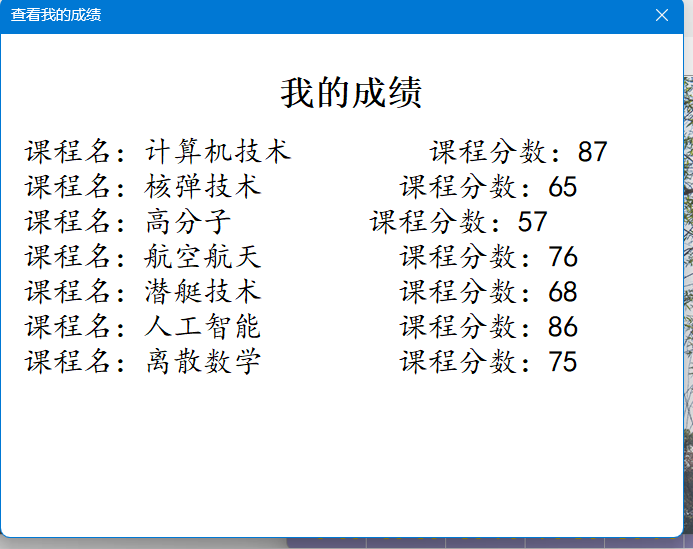 查看我的成绩
我的成绩
课程名：计算机技术 课程分数：87
课程名：核弹技术 课程分数：65
课程名：高分子 课程分数：57
课程名：航空航天 课程分数：76
课程名：潜艇技术 课程分数：68
课程名：人工智能 课程分数：86
课程名：离散数学 课程分数：75